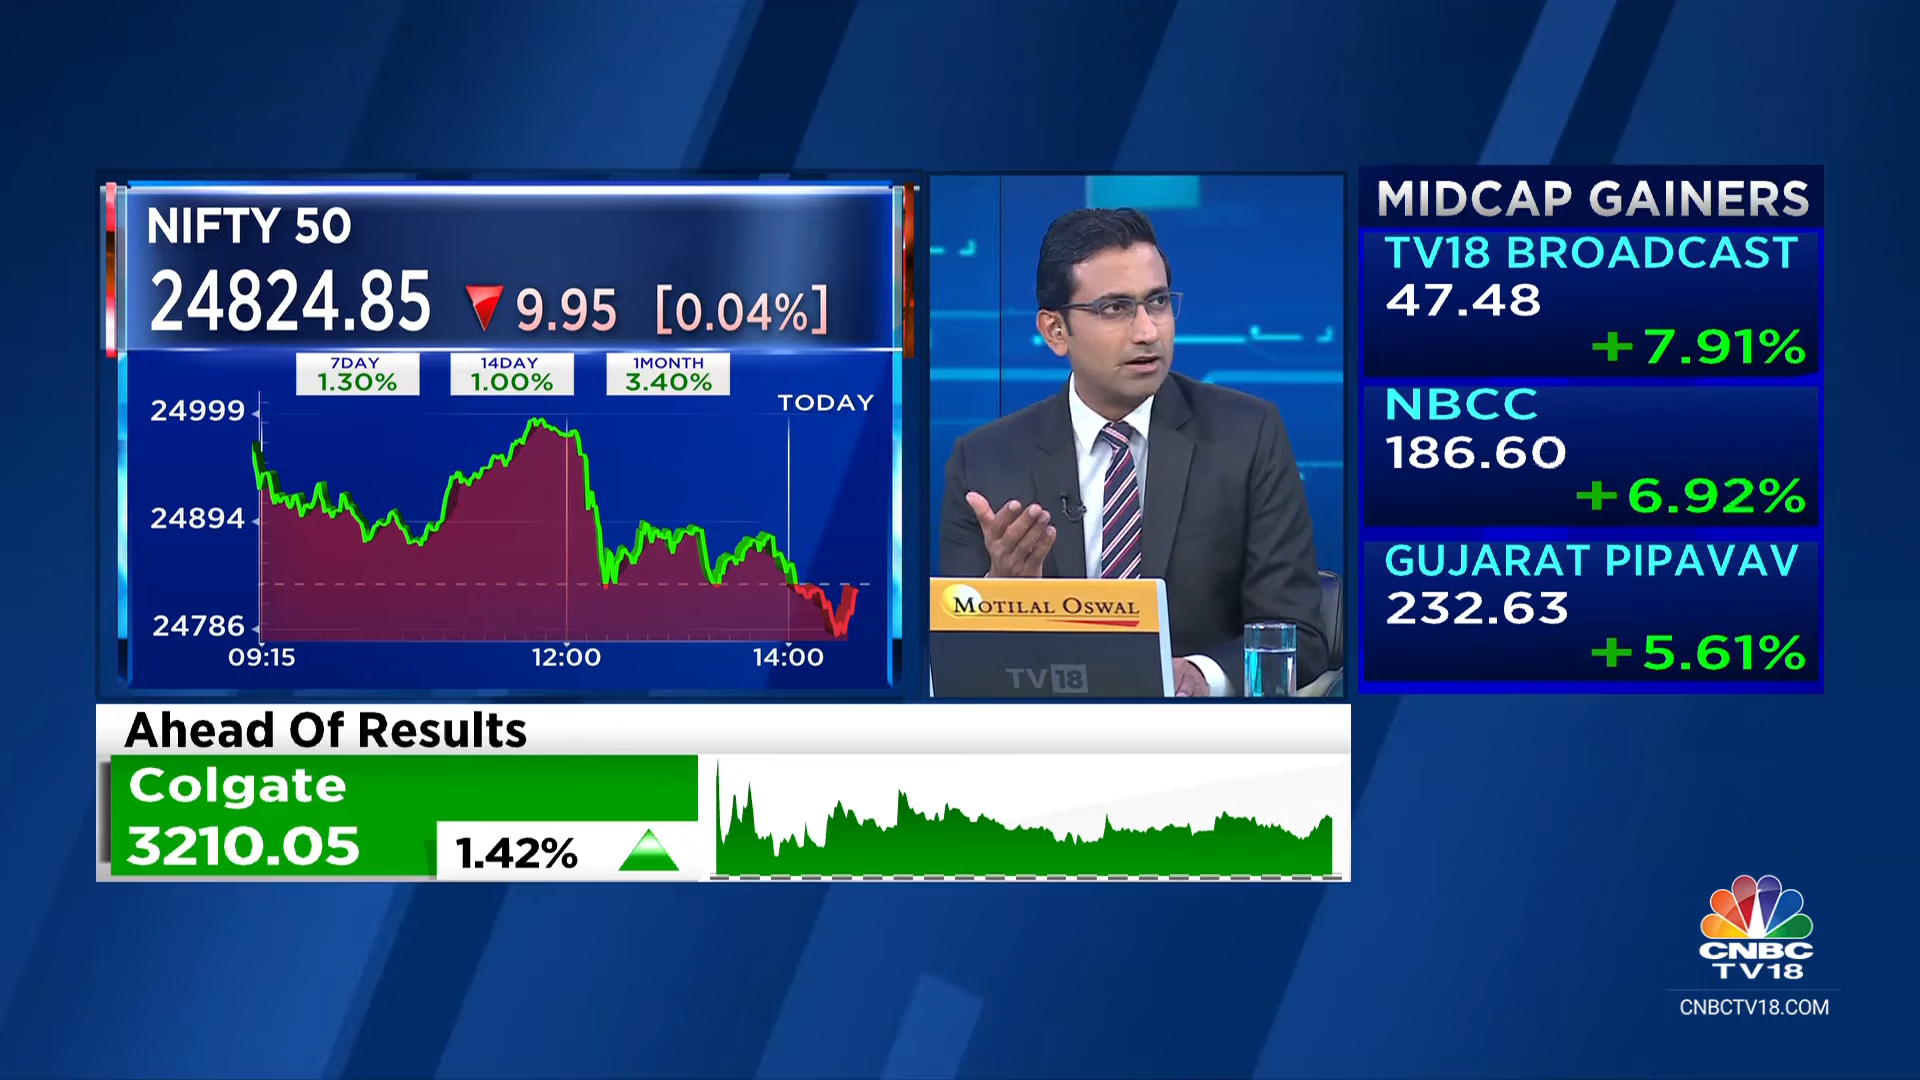 NIFTY 50
24824.85 ▼ 9.95 [0.04%]
7DAY
1.30%
14DAY
1.00%
1MONTH
3.40%
TODAY
24999
24894
24786
09:15
12:00
14:00
MOTILAL OSWAL
TV18
MIDCAP GAINERS
TV18 BROADCAST
47.48
+7.91%
NBCC
186.60
+6.92%
GUJARAT PIPAVAV
232.63
+5.61%
Ahead Of Results
Colgate
3210.05
1.42%
CNBC
TV18
CNBCTV18.COM